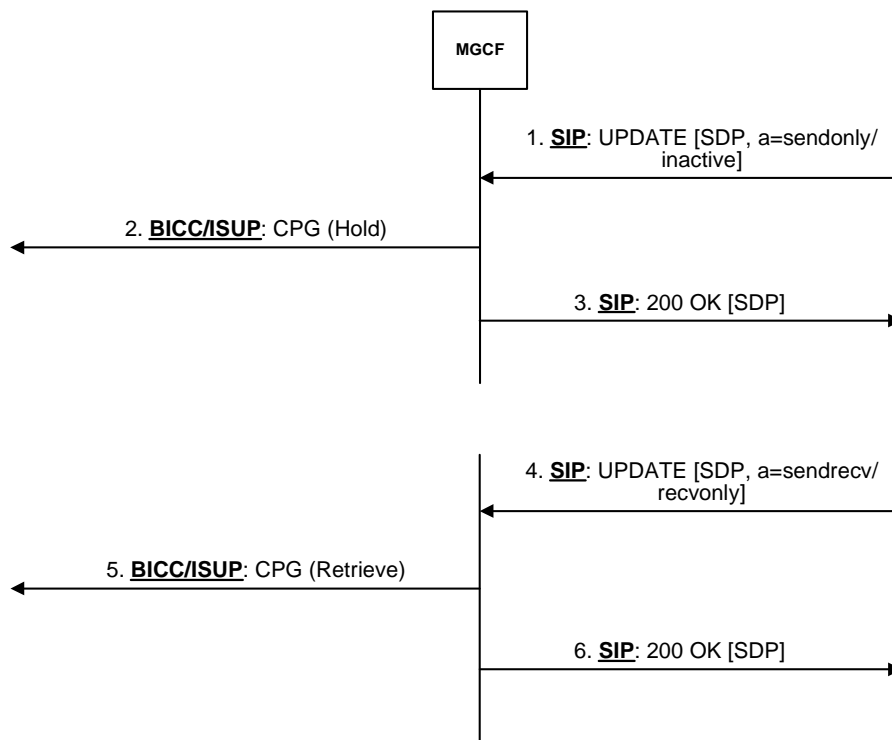 MGCF
1. SIP: UPDATE [SDP, a=sendonly/
inactive]
2. BICC/ISUP: CPG (Hold)
3. SIP: 200 OK [SDP]
4. SIP: UPDATE [SDP, a=sendrecv/
recvonly]
5. BICC/ISUP: CPG (Retrieve)
6. SIP: 200 OK [SDP]